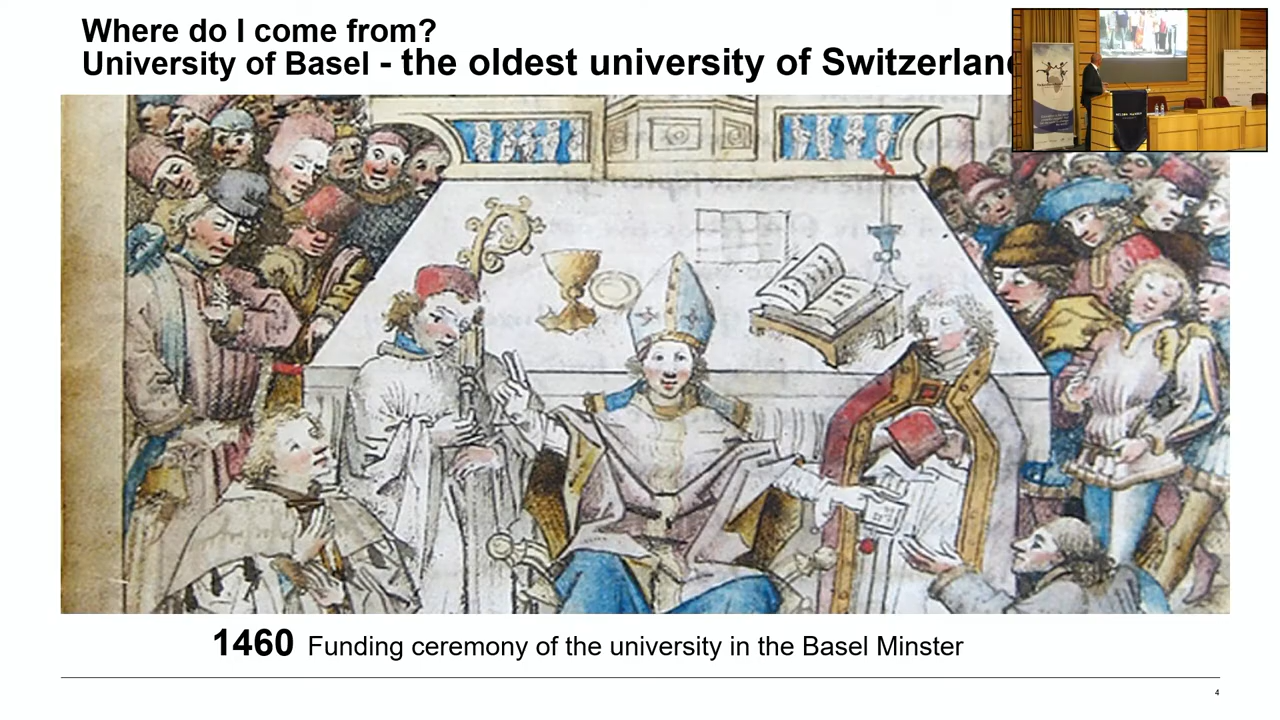 Where do I come from?
University of Basel - the oldest university of Switzerlan
1460 Funding ceremony of the university in the Basel Minster
4